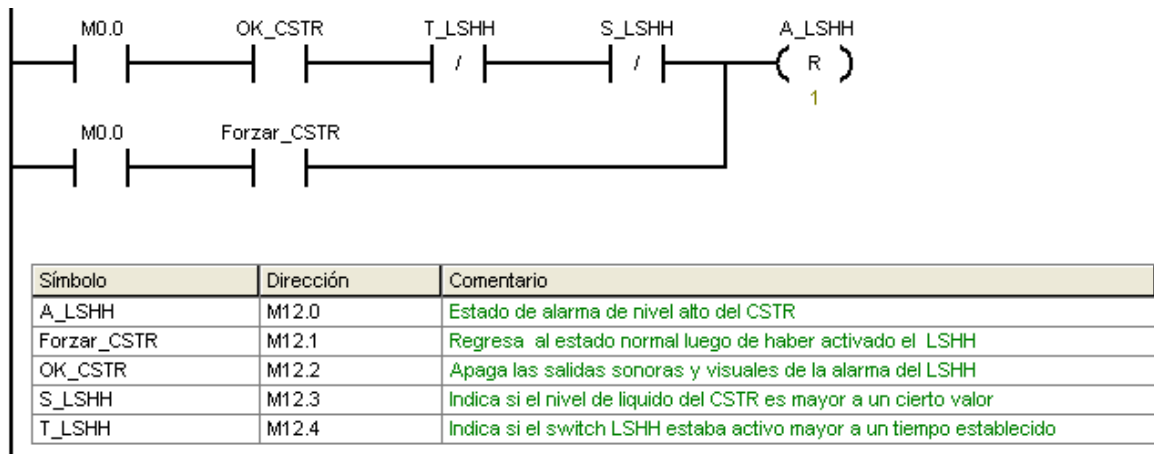 M0.0 OK_CSTR T_LSHH S_LSHH A_LSHH
/ / R
1
M0.0 Forzar_CSTR
Símbolo Dirección Comentario
A_LSHH M12.0 Estado de alarma de nivel alto del CSTR
Forzar_CSTR M12.1 Regresa al estado normal luego de haber activado el LSHH
OK_CSTR M12.2 Apaga las salidas sonoras y visuales de la alarma del LSHH
S_LSHH M12.3 Indica si el nivel de liquido del CSTR es mayor a un cierto valor
T_LSHH M12.4 Indica si el switch LSHH estaba activo mayor a un tiempo establecido